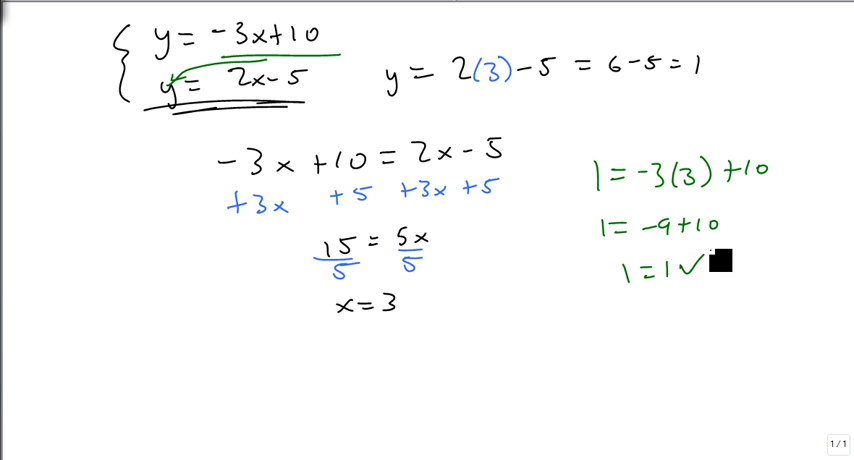 y = -3x+10
y = 2x-5
y = 2(3)-5 = 6-5 = 1
-3x +10 = 2x - 5
+3x +5 +3x +5
15 = 5x
5 5
x = 3
1 = -3(3) +10
1 = -9+10
1 = 1 ✓
1 / 1